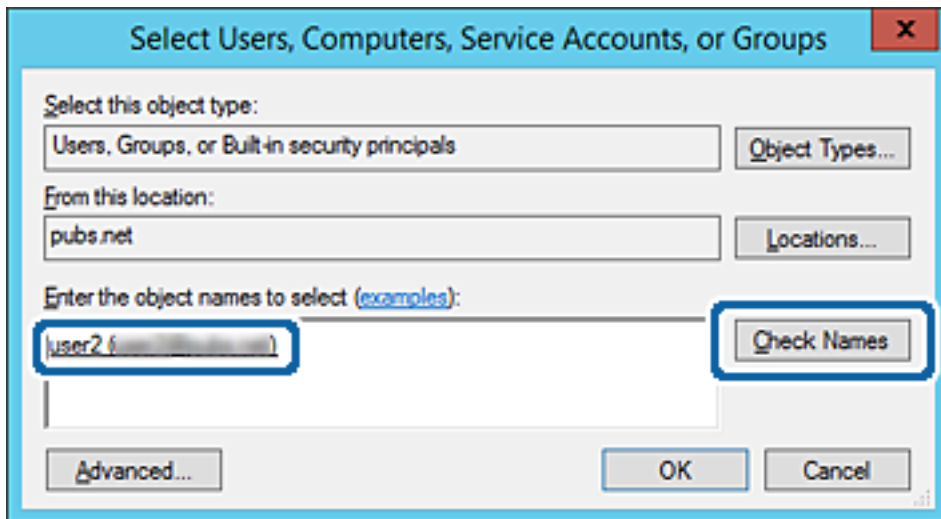 Select Users, Computers, Service Accounts, or Groups
x
Select this object type:
Users, Groups, or Built-in security principals
Object Types...
From this location:
pubs.net
Locations...
Enter the object names to select (examples):
user2 ( )
Check Names
Advanced...
OK
Cancel